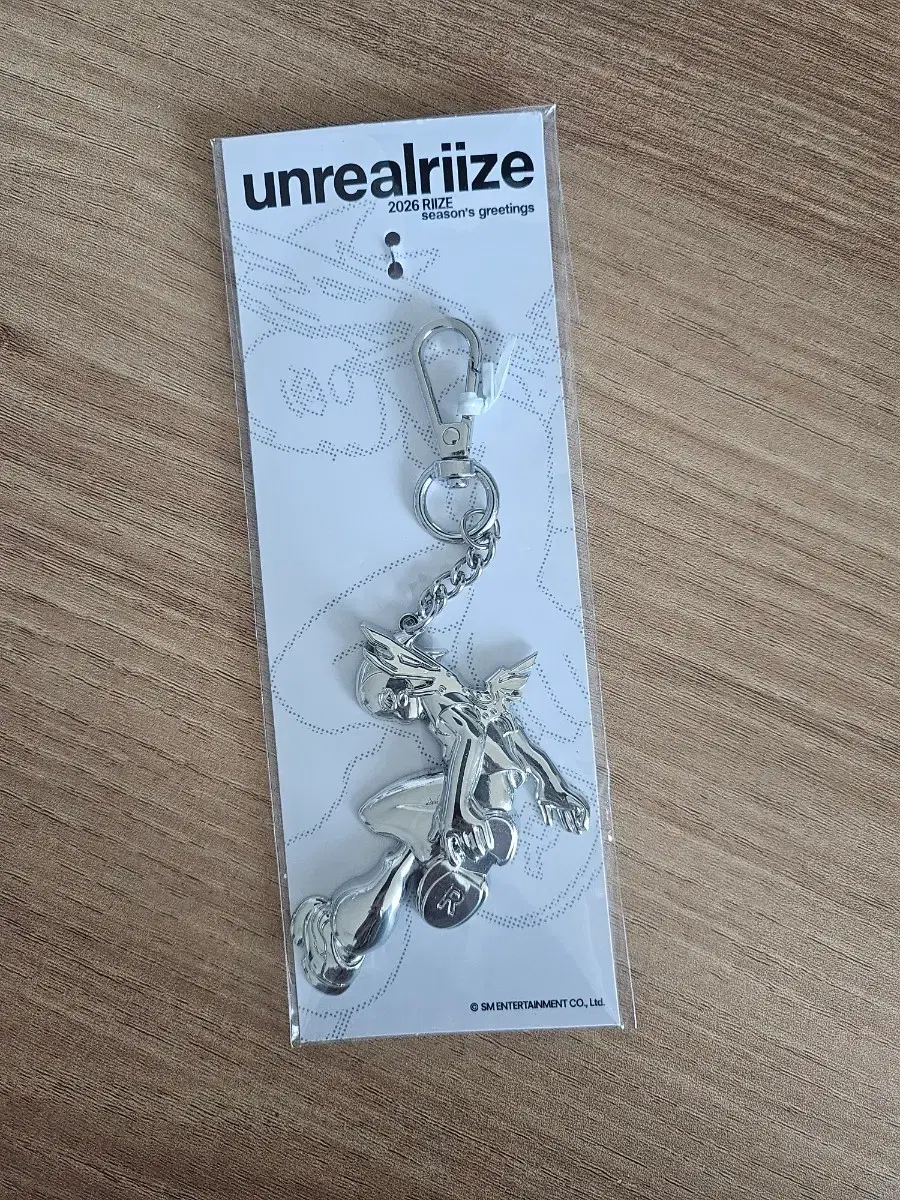 unrealriize
2026 RIIZE
season's greetings
R
© SM ENTERTAINMENT CO., Ltd.